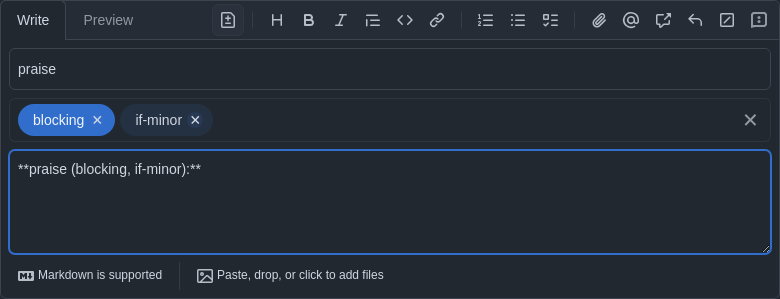 Write
Preview
praise
blocking ×
if-minor ×
**praise (blocking, if-minor):**
Markdown is supported
Paste, drop, or click to add files